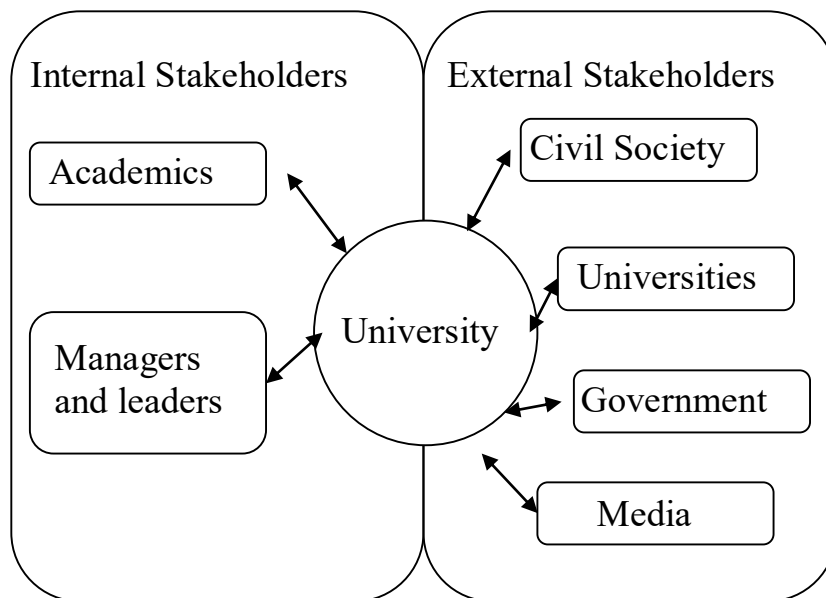 Internal Stakeholders
Academics
Managers
and leaders
University
External Stakeholders
Civil Society
Universities
Government
Media